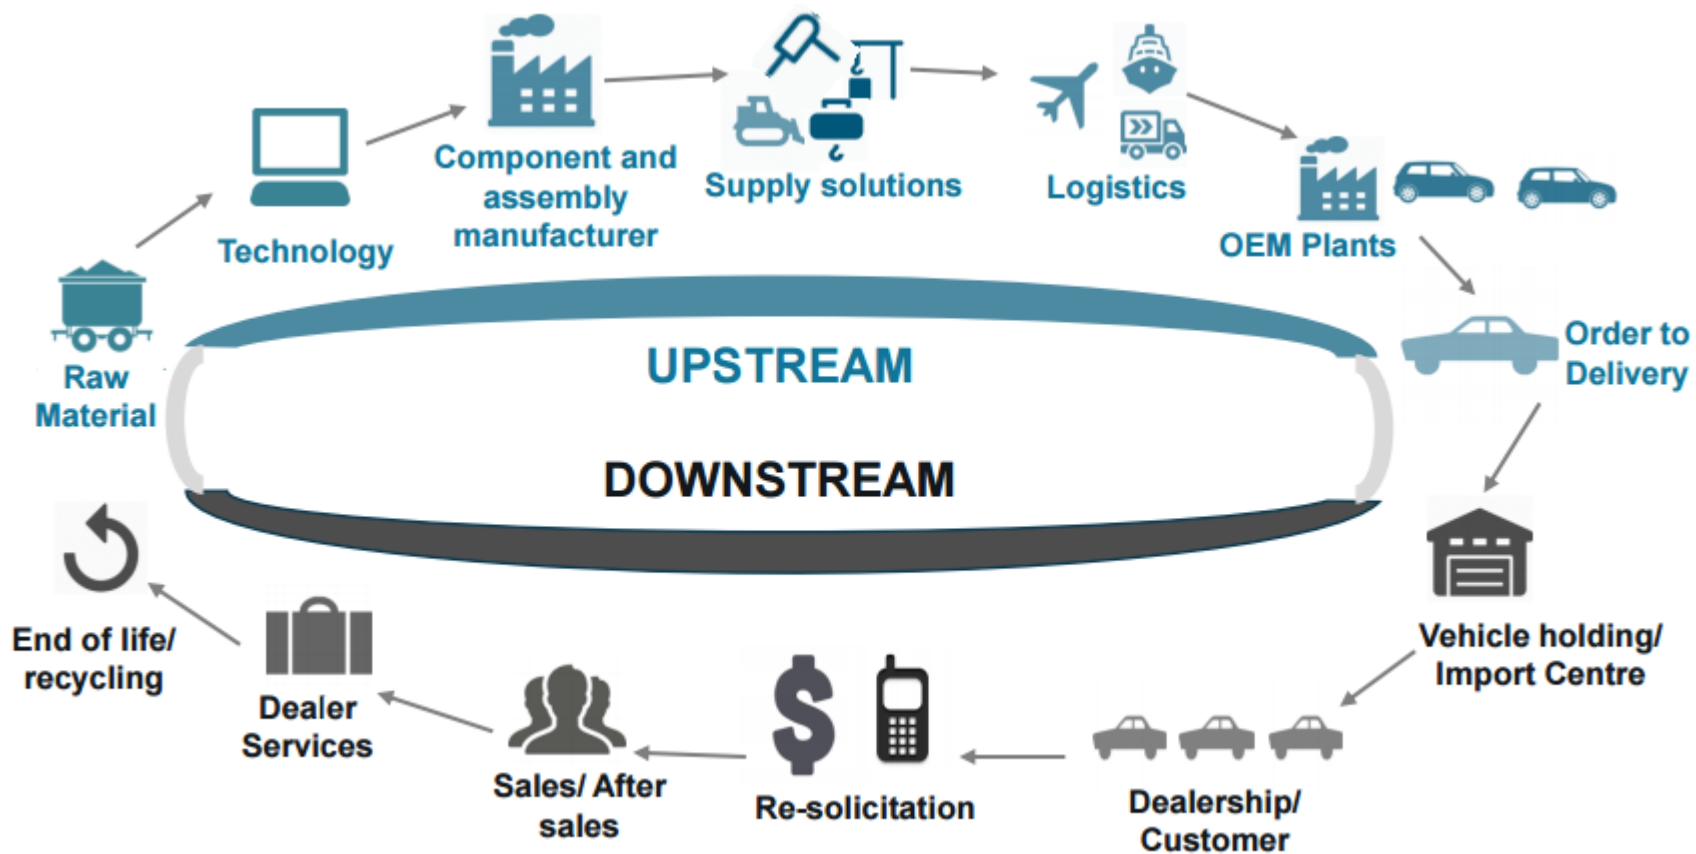 Component and
assembly
manufacturer
Supply solutions
Logistics
Technology
OEM Plants
Raw
Material
Order to
Delivery
UPSTREAM
DOWNSTREAM
Vehicle holding/
Import Centre
Dealership/
Customer
Re-solicitation
Sales/ After
sales
Dealer
Services
End of life/
recycling